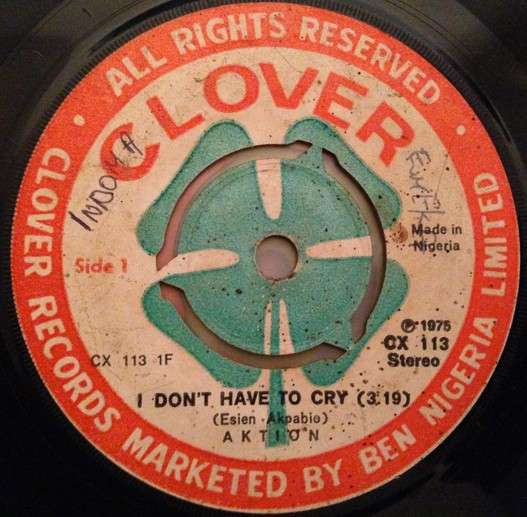 ALL RIGHTS RESERVED
CLOVER
INDOMA
Made in
Nigeria
Side 1
℗ 1975
CX 113
Stereo
CX 113 1F
I DON'T HAVE TO CRY (3.19)
(Esien Akpabio)
AKTION
CLOVER RECORDS MARKETED BY BEN NIGERIA LIMITED